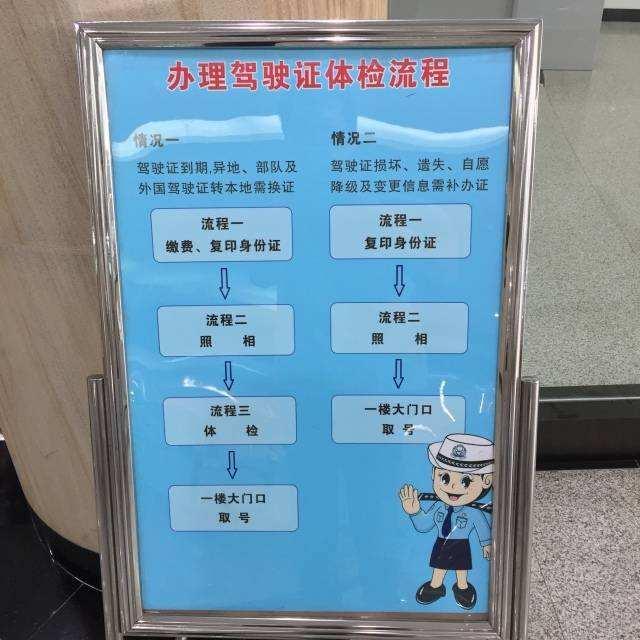 办理驾驶证体检流程
情况一
驾驶证到期,异地、部队及
外国驾驶证转本地需换证
流程一
缴费、复印身份证
流程二
照 相
流程三
体 检
一楼大门口
取 号
情况二
驾驶证损坏、遗失、自愿
降级及变更信息需补办证
流程一
复印身份证
流程二
照 相
一楼大门口
取 号